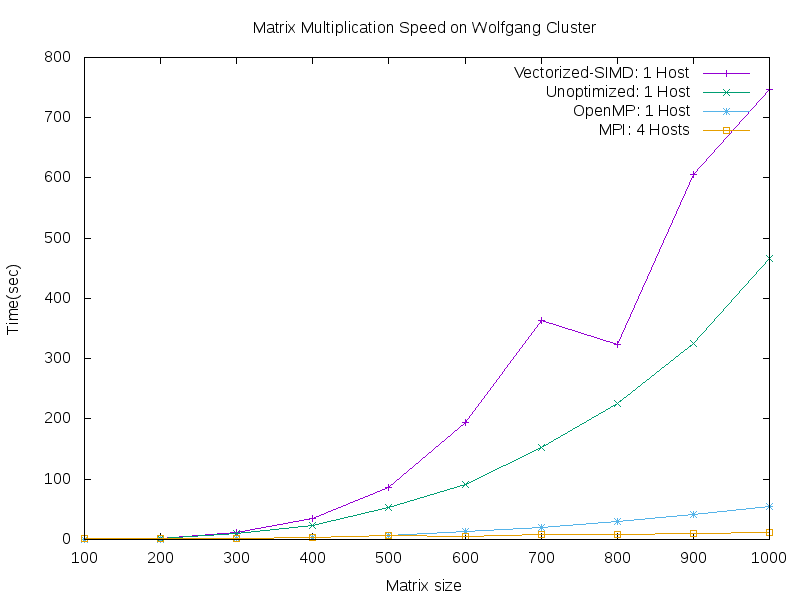 Matrix Multiplication Speed on Wolfgang Cluster
800
700
600
500
400
300
200
100
0
Time(sec)
Vectorized-SIMD: 1 Host
Unoptimized: 1 Host
OpenMP: 1 Host
MPI: 4 Hosts
100 200 300 400 500 600 700 800 900 1000
Matrix size